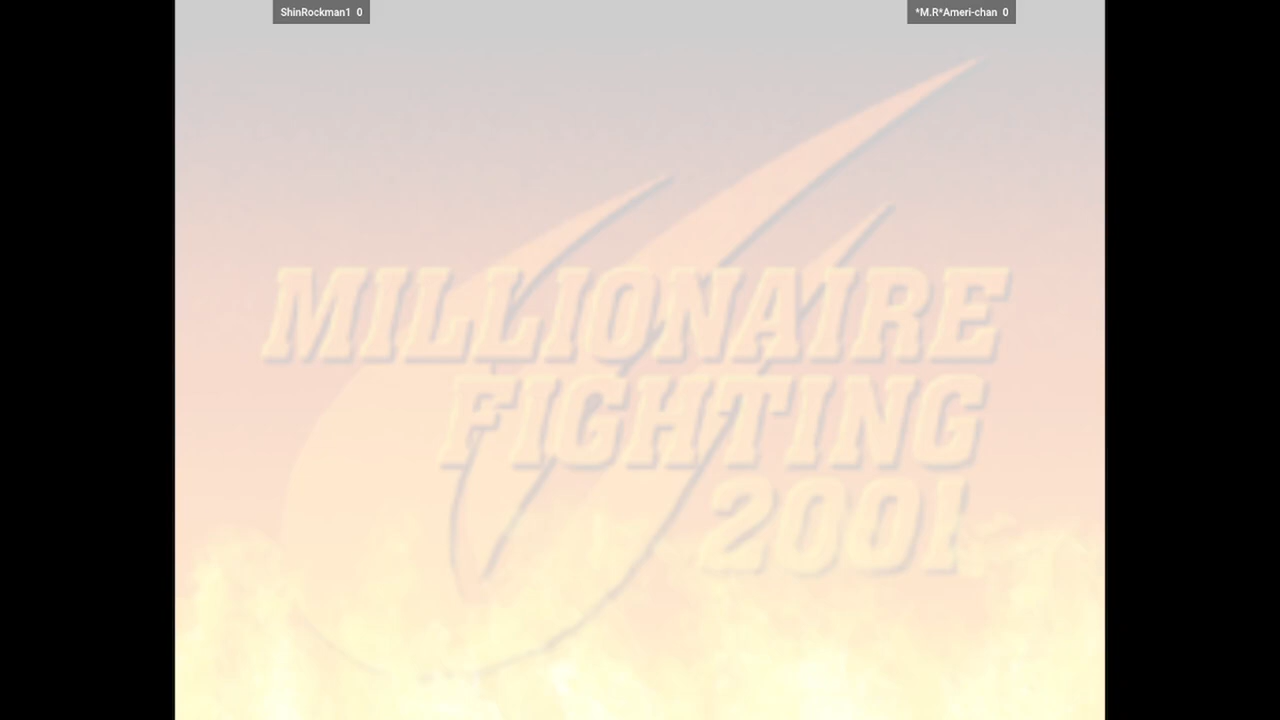 ShinRockman1 0
*M.R*Ameri-chan 0
MILLIONAIRE
FIGHTING
2001